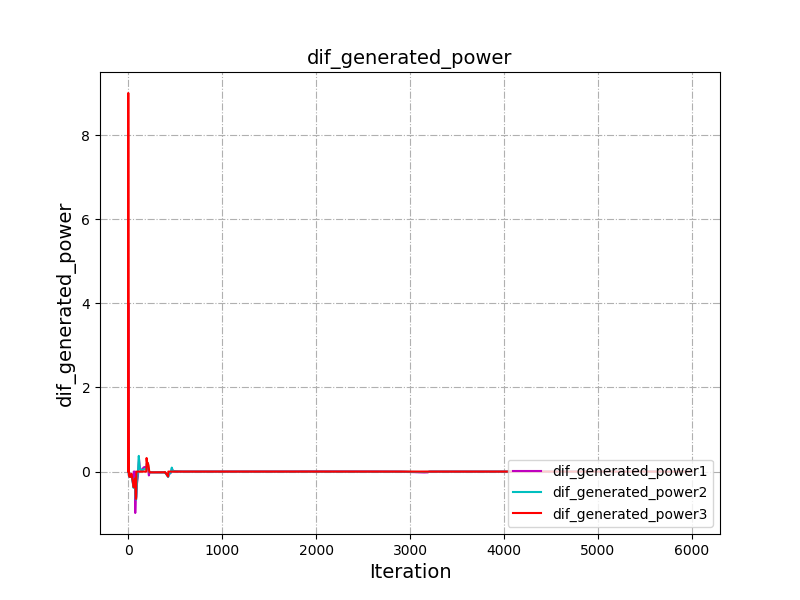 dif_generated_power
dif_generated_power
8
6
4
2
0
0
1000
2000
3000
4000
5000
6000
Iteration
dif_generated_power1
dif_generated_power2
dif_generated_power3